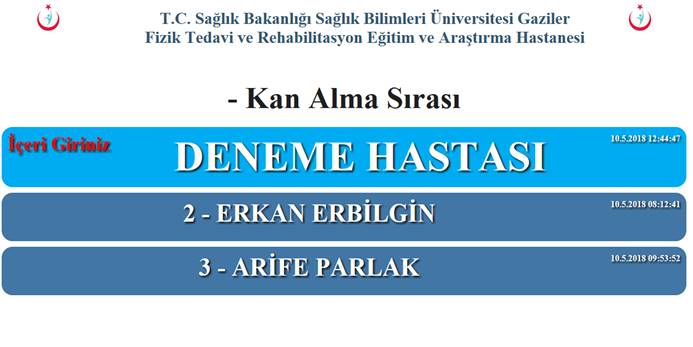 T.C. Sağlık Bakanlığı Sağlık Bilimleri Üniversitesi Gaziler
Fizik Tedavi ve Rehabilitasyon Eğitim ve Araştırma Hastanesi
- Kan Alma Sırası
İçeri Giriniz
DENEME HASTASI
10.5.2018 12:44:47
2 - ERKAN ERBİLGİN
10.5.2018 08:12:41
3 - ARİFE PARLAK
10.5.2018 09:53:52